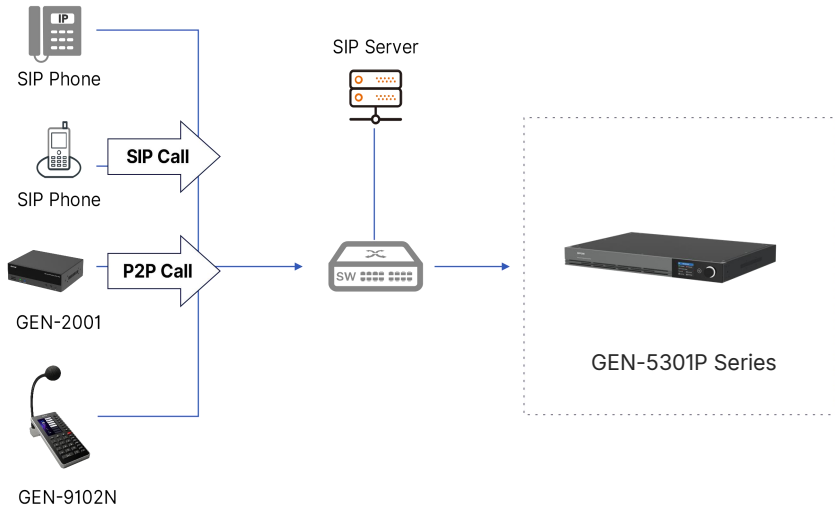 IP
SIP Phone
SIP Server
SIP Call
SIP Phone
P2P Call
SW
GEN-2001
GEN-5301P Series
GEN-9102N